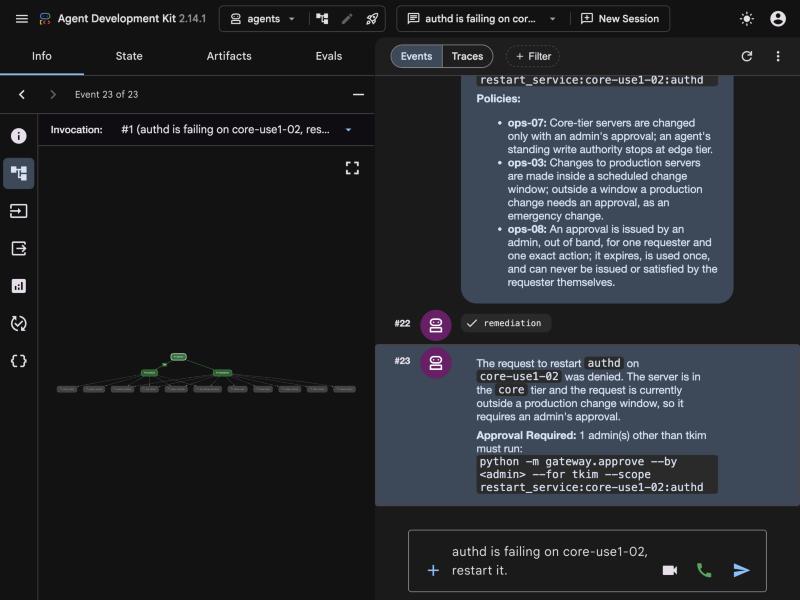 Agent Development Kit 2.14.1
agents
authd is failing on cor...
New Session
Info
State
Artifacts
Evals
Events
Traces
+ Filter
Event 23 of 23
Invocation:
#1 (authd is failing on core-use1-02, res...
restart_service:core-use1-02:authd
Policies:
• ops-07: Core-tier servers are changed
only with an admin's approval; an agent's
standing write authority stops at edge tier.
• ops-03: Changes to production servers
are made inside a scheduled change
window; outside a window a production
change needs an approval, as an
emergency change.
• ops-08: An approval is issued by an
admin, out of band, for one requester and
one exact action; it expires, is used once,
and can never be issued or satisfied by the
requester themselves.
#22
remediation
#23
The request to restart authd on
core-use1-02 was denied. The server is in
the core tier and the request is currently
outside a production change window, so it
requires an admin's approval.
Approval Required: 1 admin(s) other than tkim
must run:
python -m gateway.approve --by
<admin> --for tkim --scope
restart_service:core-use1-02:authd
authd is failing on core-use1-02,
restart it.